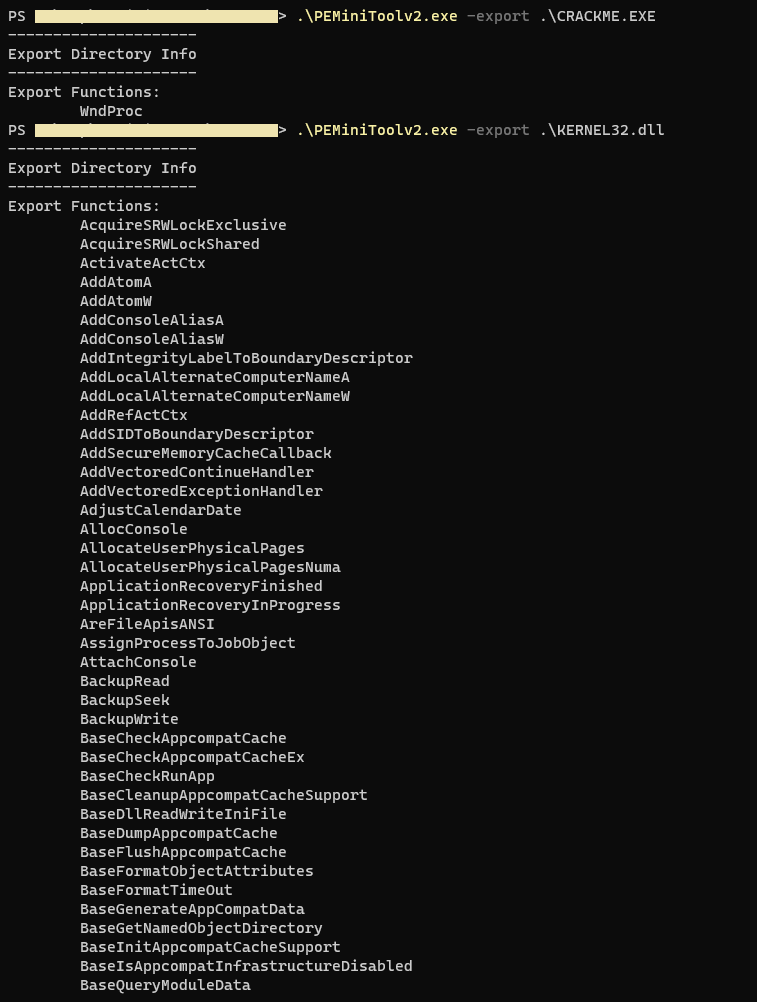 PS > .\PEMiniToolv2.exe -export .\CRACKME.EXE
---------------------
Export Directory Info
---------------------
Export Functions:
WndProc
PS > .\PEMiniToolv2.exe -export .\KERNEL32.dll
---------------------
Export Directory Info
---------------------
Export Functions:
AcquireSRWLockExclusive
AcquireSRWLockShared
ActivateActCtx
AddAtomA
AddAtomW
AddConsoleAliasA
AddConsoleAliasW
AddIntegrityLabelToBoundaryDescriptor
AddLocalAlternateComputerNameA
AddLocalAlternateComputerNameW
AddRefActCtx
AddSIDToBoundaryDescriptor
AddSecureMemoryCacheCallback
AddVectoredContinueHandler
AddVectoredExceptionHandler
AdjustCalendarDate
AllocConsole
AllocateUserPhysicalPages
AllocateUserPhysicalPagesNuma
ApplicationRecoveryFinished
ApplicationRecoveryInProgress
AreFileApisANSI
AssignProcessToJobObject
AttachConsole
BackupRead
BackupSeek
BackupWrite
BaseCheckAppcompatCache
BaseCheckAppcompatCacheEx
BaseCheckRunApp
BaseCleanupAppcompatCacheSupport
BaseDllReadWriteIniFile
BaseDumpAppcompatCache
BaseFlushAppcompatCache
BaseFormatObjectAttributes
BaseFormatTimeOut
BaseGenerateAppCompatData
BaseGetNamedObjectDirectory
BaseInitAppcompatCacheSupport
BaseIsAppcompatInfrastructureDisabled
BaseQueryModuleData